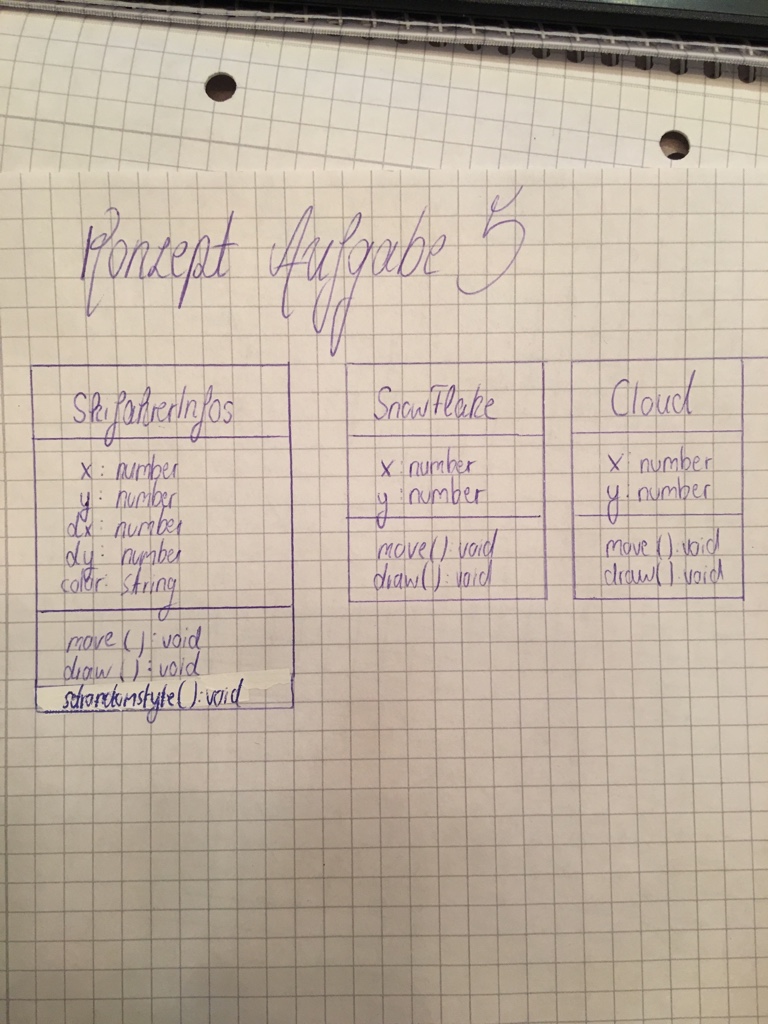 Konzept Aufgabe 5
SkifahrerInfos
x: number
y: number
dx: number
dy: number
color: string
move(): void
draw(): void
setrandomstyle(): void
SnowFlake
x: number
y: number
move(): void
draw(): void
Cloud
x: number
y: number
move(): void
draw(): void